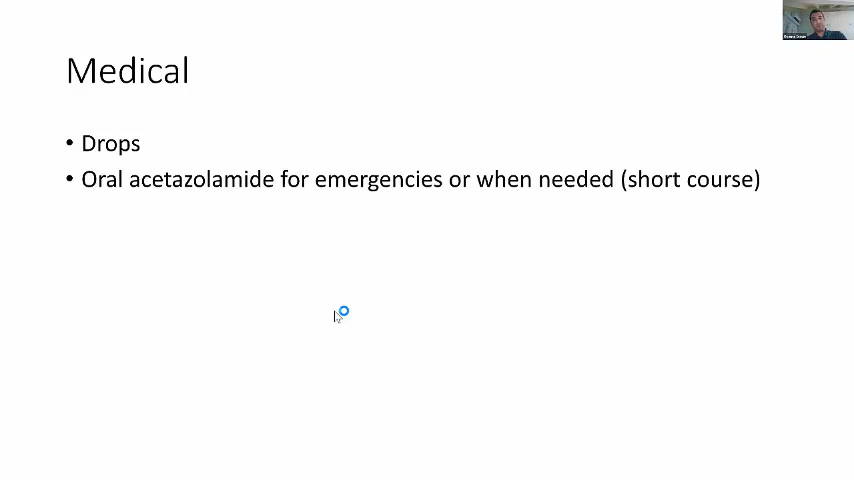 Medical
• Drops
• Oral acetazolamide for emergencies or when needed (short course)